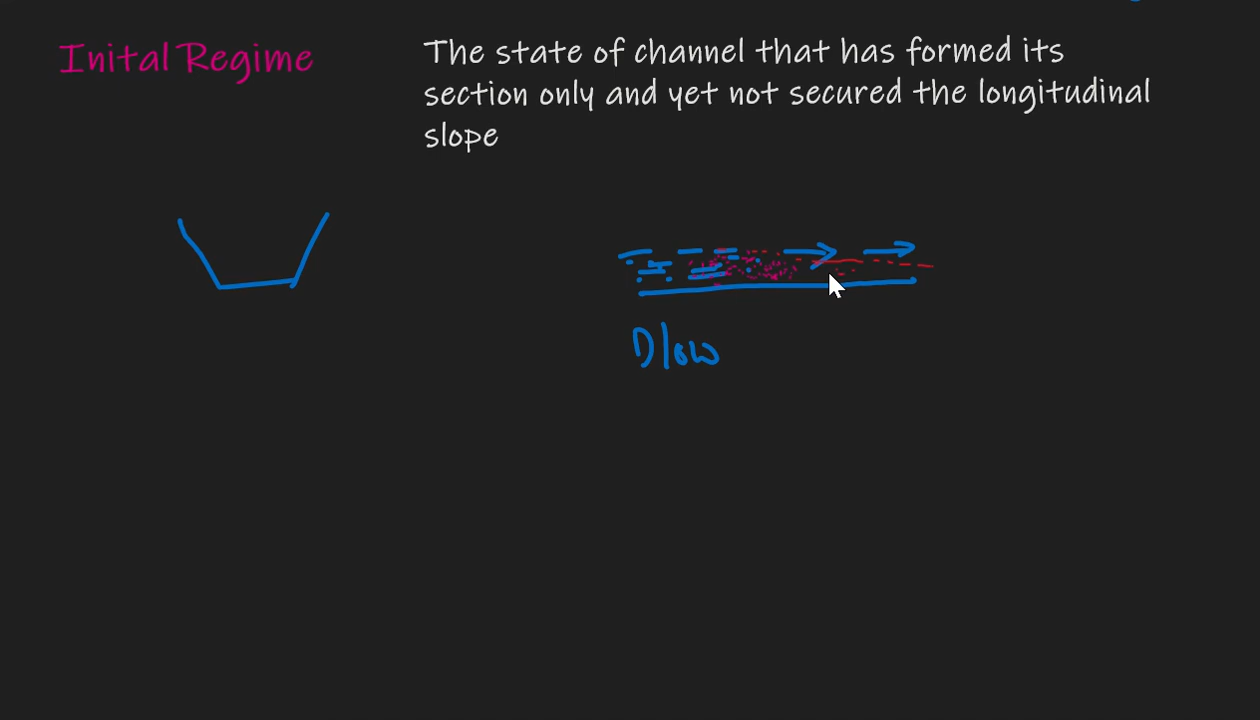 Inital Regime
The state of channel that has formed its
section only and yet not secured the longitudinal
slope
Dlow